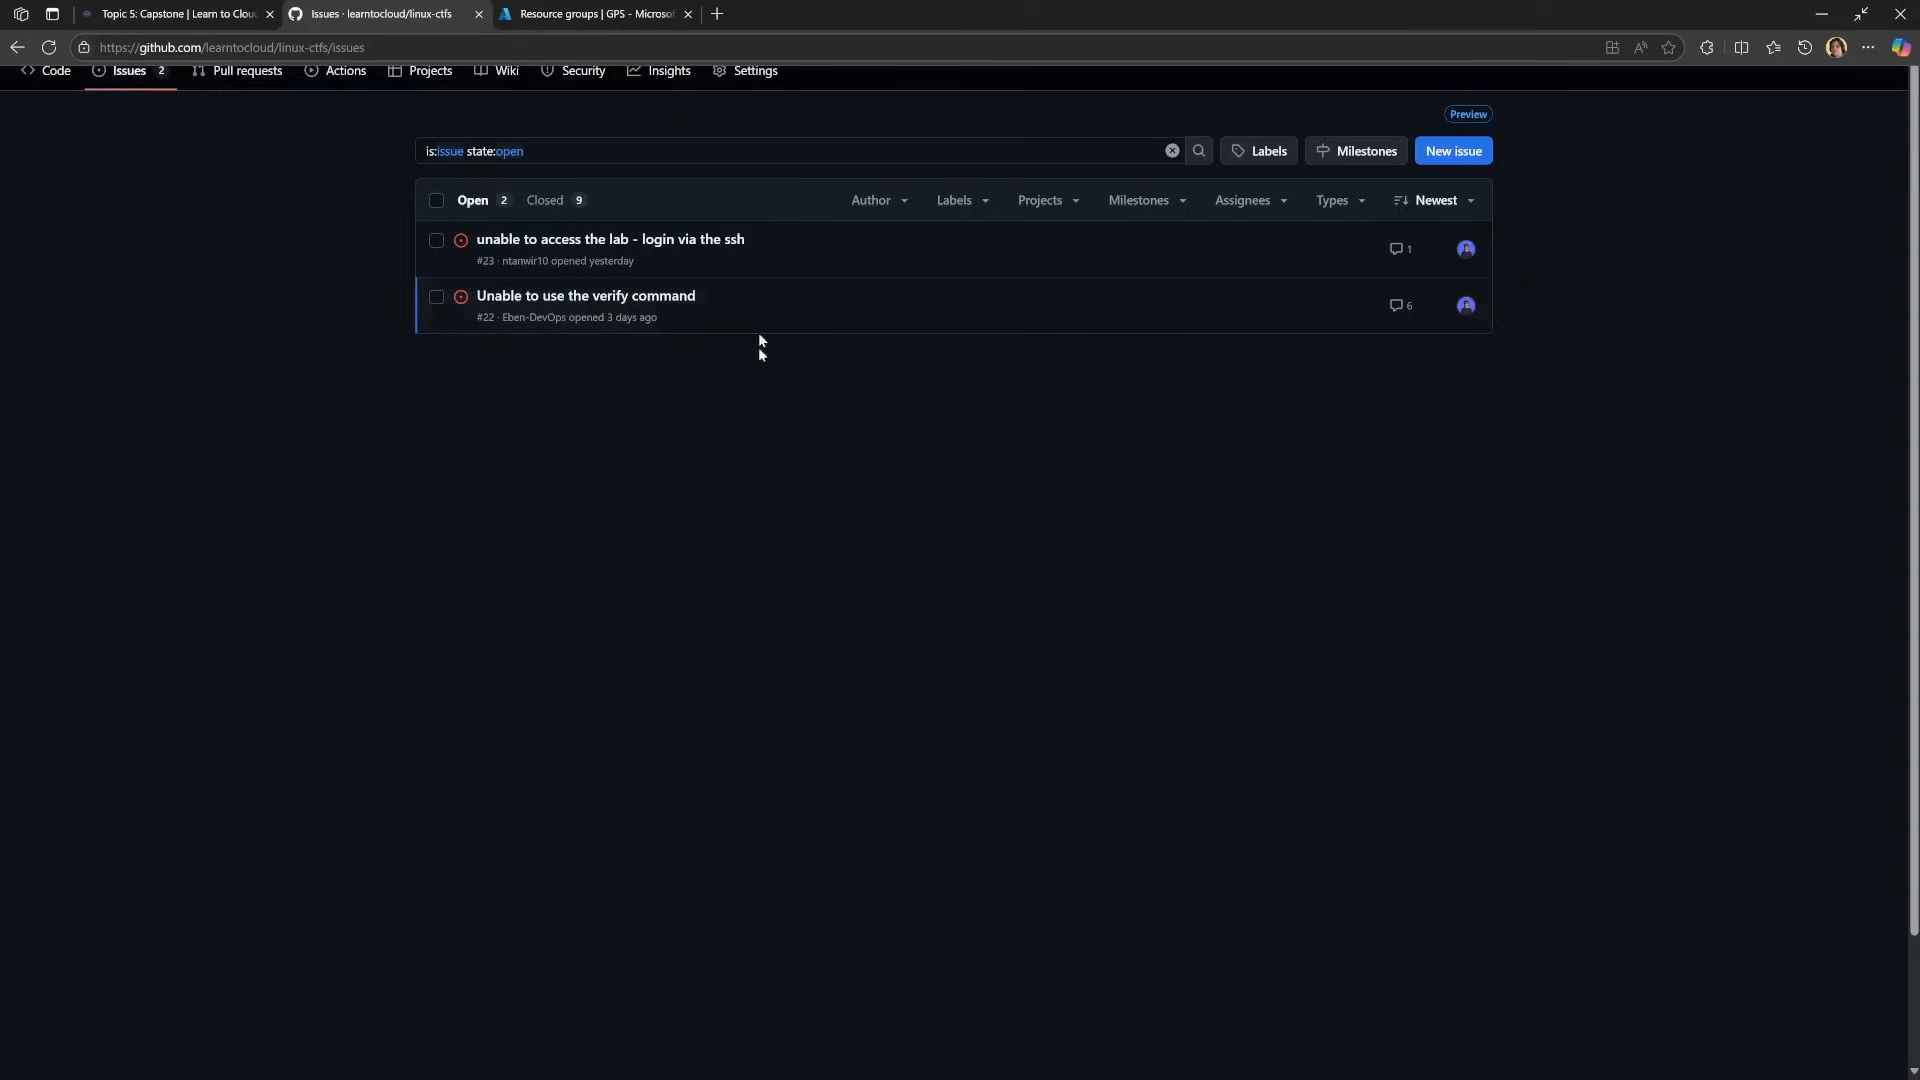 Topic 5: Capstone | Learn to Clou
Issues · learntocloud/linux-ctfs
Resource groups | GPS - Microsof
https://github.com/learntocloud/linux-ctfs/issues
Code
Issues 2
Pull requests
Actions
Projects
Wiki
Security
Insights
Settings
Preview
is:issue state:open
Labels
Milestones
New issue
Open 2
Closed 9
Author
Labels
Projects
Milestones
Assignees
Types
Newest
unable to access the lab - login via the ssh
1
#23 · ntanwir10 opened yesterday
Unable to use the verify command
6
#22 · Eben-DevOps opened 3 days ago